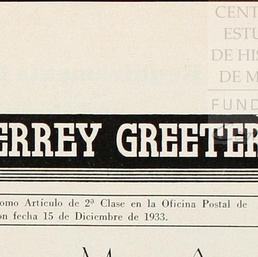 CENT
ESTU
DE HIS
DE M
FUND
ERREY GREETER
omo Artículo de 2ª Clase en la Oficina Postal de
on fecha 15 de Diciembre de 1933.